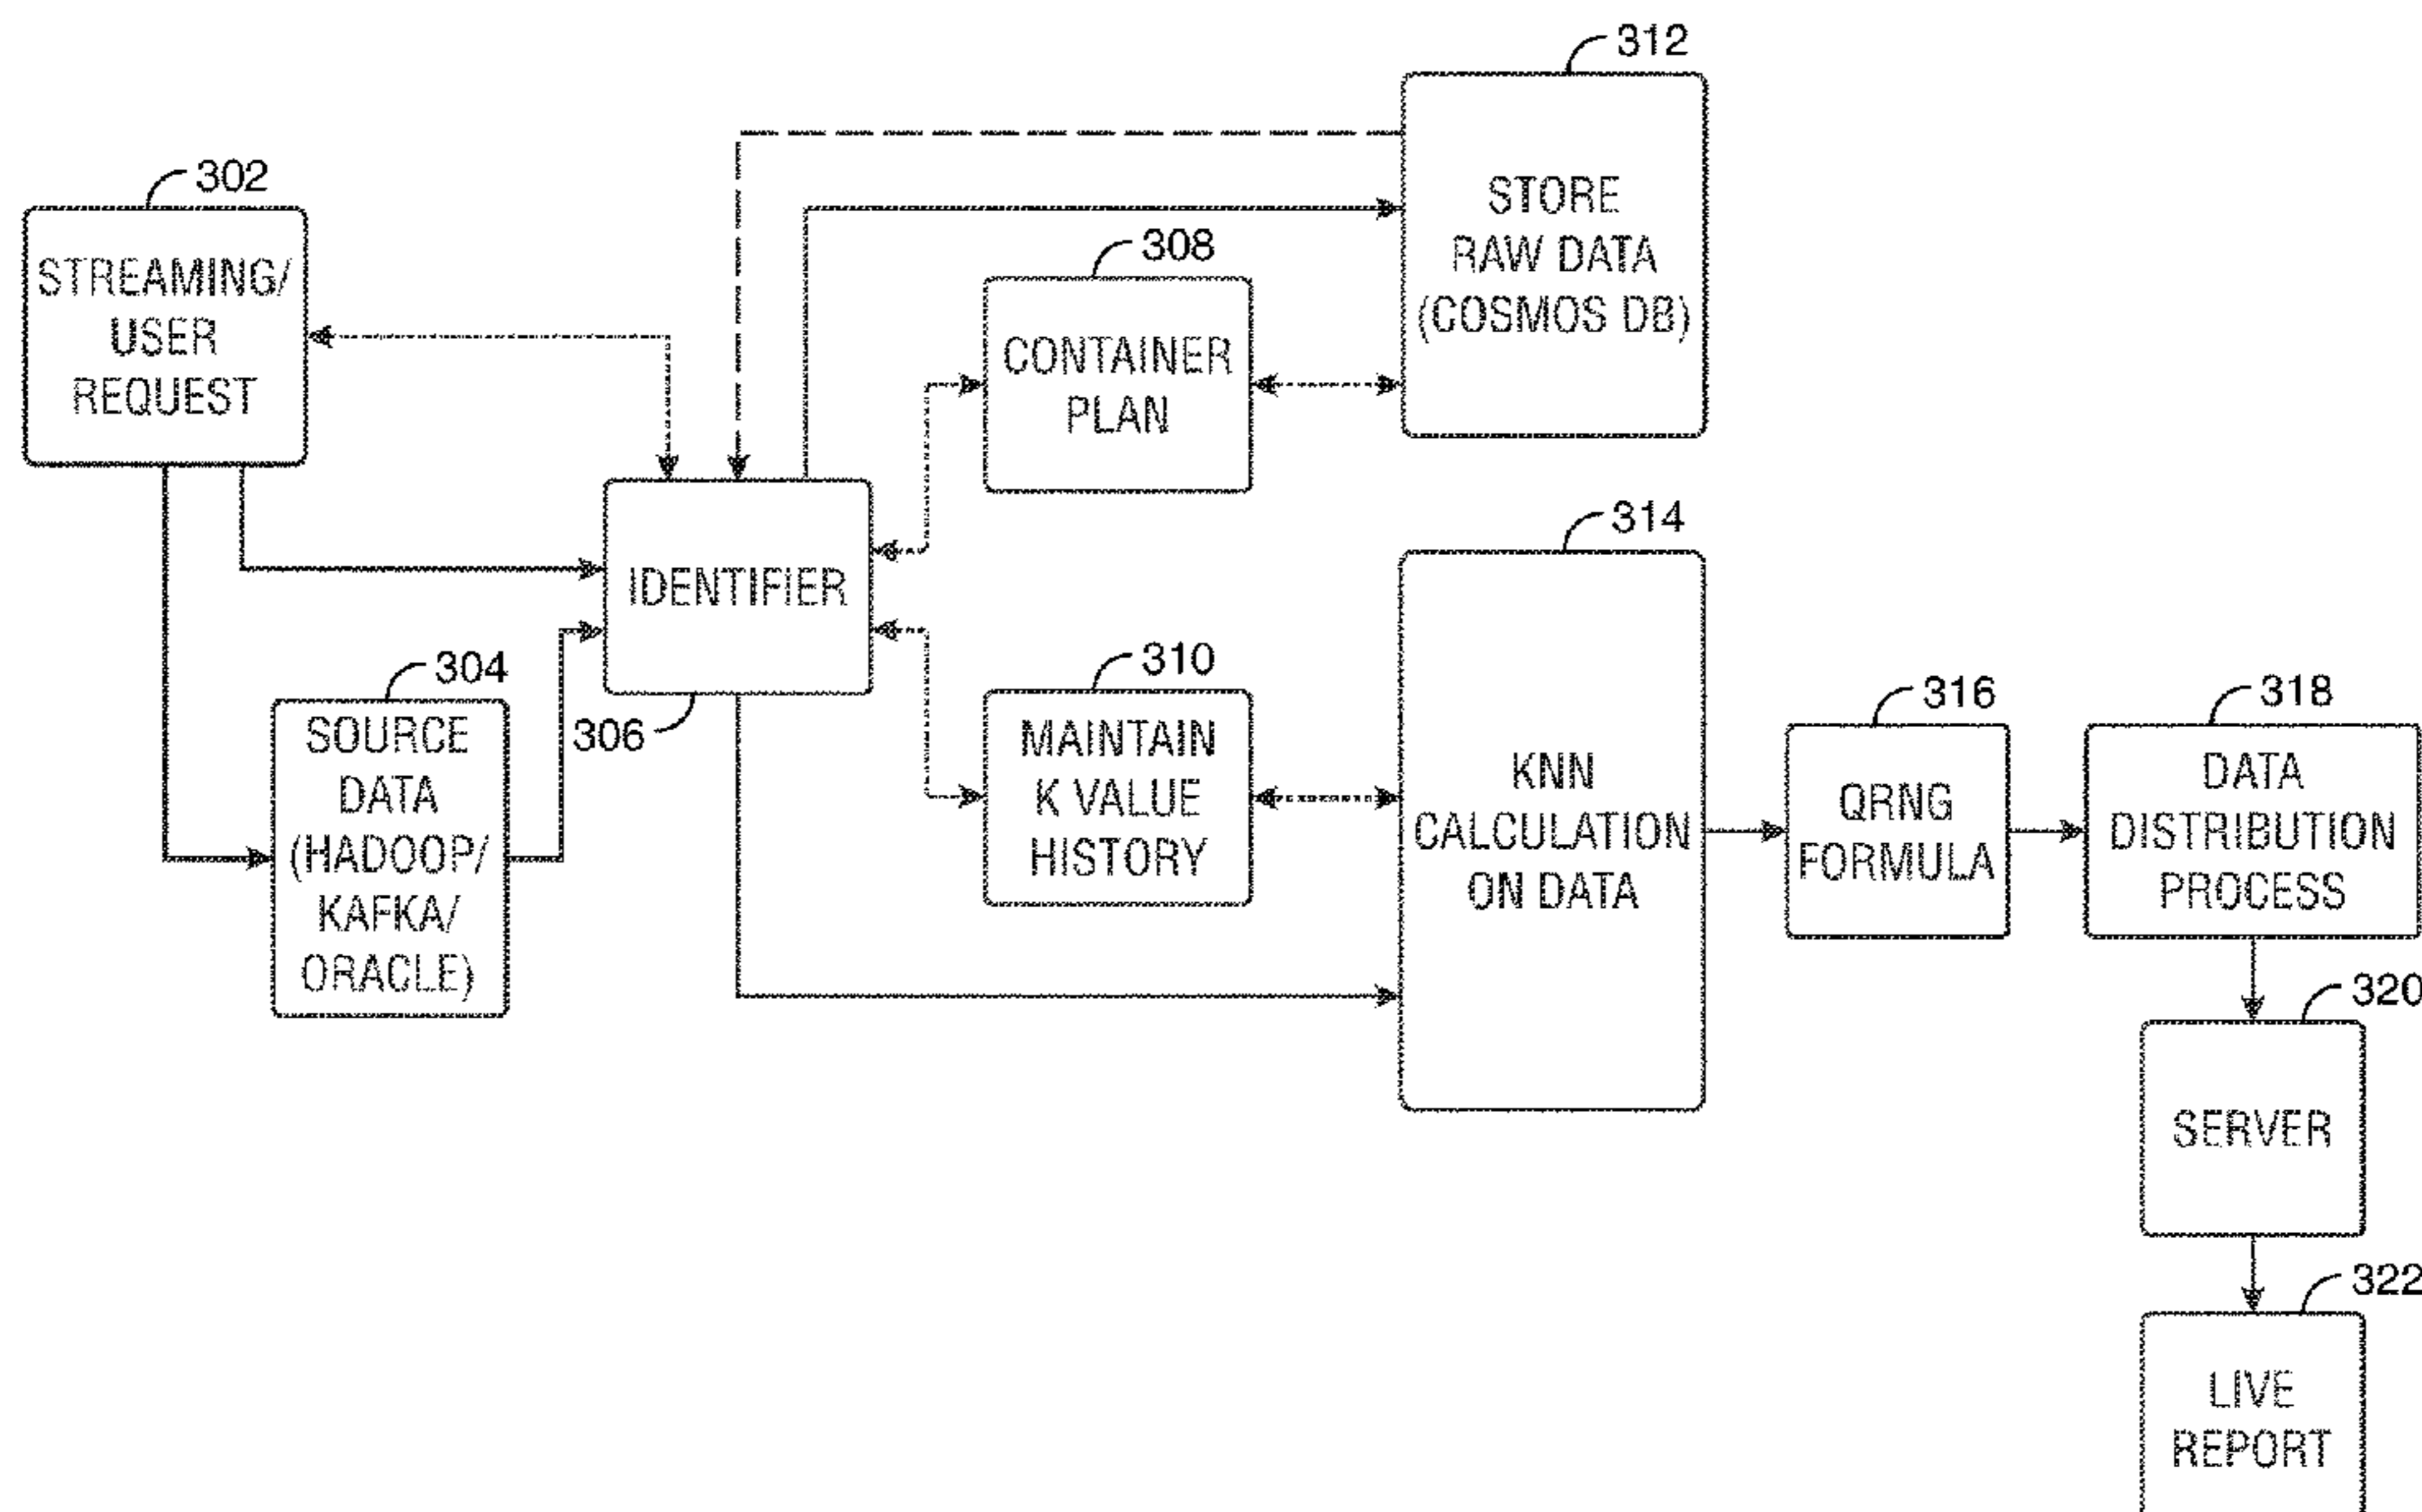 312
302
STORE
RAW DATA
(COSMOS DB)
STREAMING/
USER
REQUEST
308
CONTAINER
PLAN
314
IDENTIFIER
306
304
SOURCE
DATA
(HADOOP/
KAFKA/
ORACLE)
310
MAINTAIN
K VALUE
HISTORY
KNN
CALCULATION
ON DATA
316
QRNG
FORMULA
318
DATA
DISTRIBUTION
PROCESS
320
SERVER
322
LIVE
REPORT